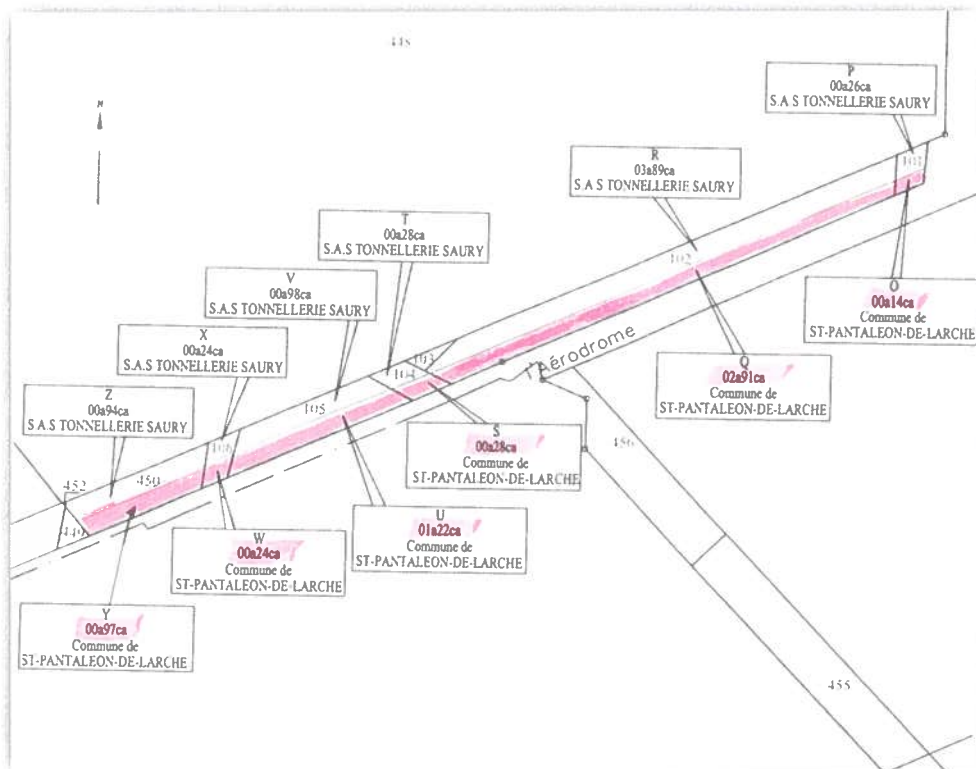 448
N
P
00a26ca
S.A.S TONNELLERIE SAURY
R
03a89ca
S.A.S TONNELLERIE SAURY
101
T
00a28ca
S.A.S TONNELLERIE SAURY
102
V
00a98ca
S.A.S TONNELLERIE SAURY
O
00a14ca
Commune de
ST-PANTALEON-DE-LARCHE
X
00a24ca
S.A.S TONNELLERIE SAURY
l'Aérodrome
103
104
Q
02a91ca
Commune de
ST-PANTALEON-DE-LARCHE
Z
00a94ca
S.A.S TONNELLERIE SAURY
105
S
00a28ca
Commune de
ST-PANTALEON-DE-LARCHE
456
106
450
452
U
01a22ca
Commune de
ST-PANTALEON-DE-LARCHE
449
W
00a24ca
Commune de
ST-PANTALEON-DE-LARCHE
Y
00a97ca
Commune de
ST-PANTALEON-DE-LARCHE
455